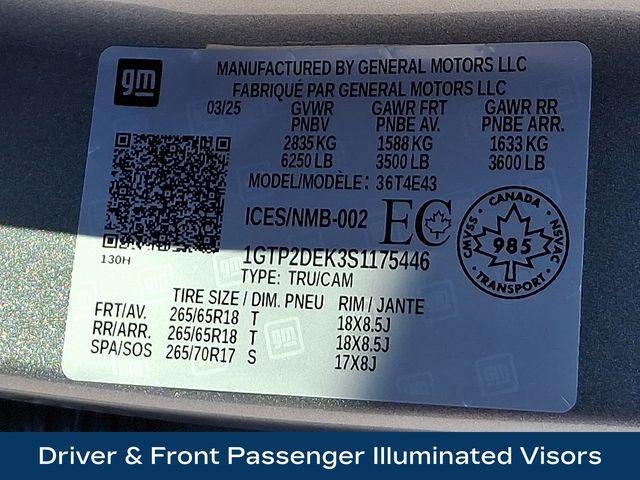 gm
MANUFACTURED BY GENERAL MOTORS LLC
FABRIQUÉ PAR GENERAL MOTORS LLC
03/25 GVWR GAWR FRT GAWR RR
PNBV PNBE AV. PNBE ARR.
2835 KG 1588 KG 1633 KG
6250 LB 3500 LB 3600 LB
MODEL/MODÈLE: 36T4E43
ICES/NMB-002 EC
130H
1GTP2DEK3S1175446
CANADA
CMVSS 985 NSVAC
TRANSPORT
TYPE: TRU/CAM
TIRE SIZE / DIM. PNEU RIM / JANTE
FRT/AV. 265/65R18 T 18X8.5J
RR/ARR. 265/65R18 T 18X8.5J
SPA/SOS 265/70R17 S 17X8J
Driver & Front Passenger Illuminated Visors